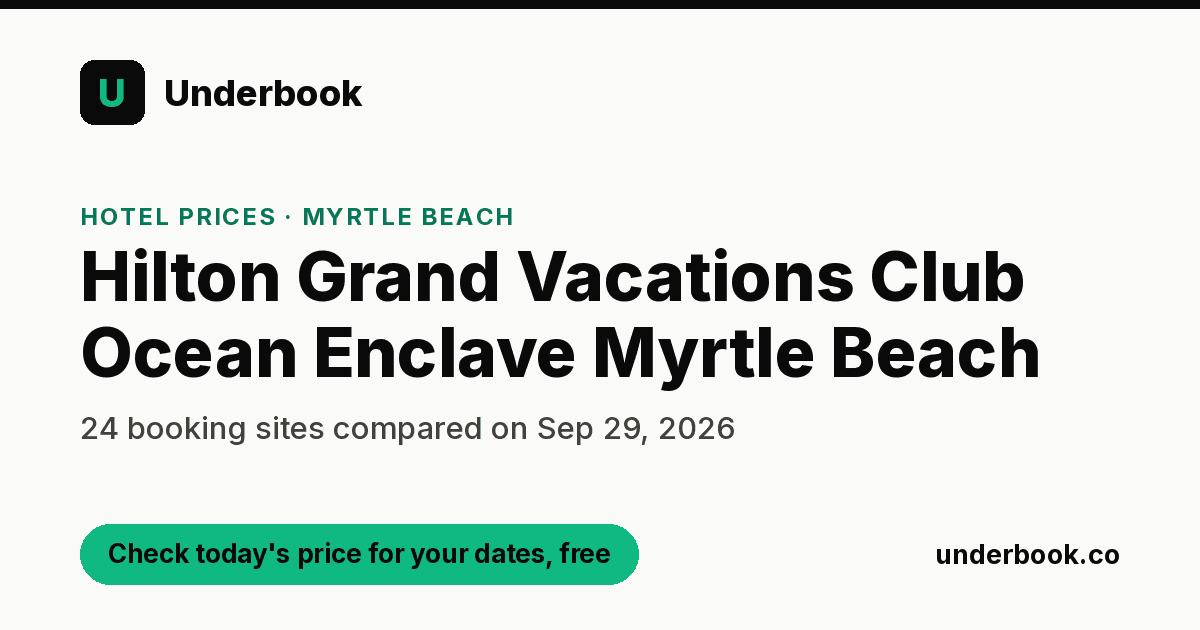 U Underbook
HOTEL PRICES · MYRTLE BEACH
Hilton Grand Vacations Club
Ocean Enclave Myrtle Beach
24 booking sites compared on Sep 29, 2026
Check today's price for your dates, free
underbook.co